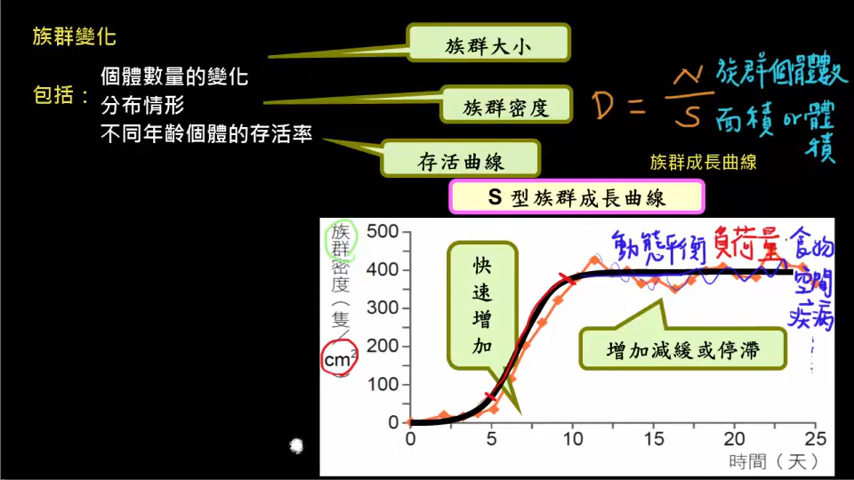 族群變化
族群大小
包括：
個體數量的變化
分布情形
不同年齡個體的存活率
族群密度
存活曲線
D = N/S
族群個體數
面積 or 體積
族群成長曲線
S 型族群成長曲線
族群密度（隻／cm²）
500
400
300
200
100
0
快速增加
動態平衡
負荷量
食物
空間
疾病
增加減緩或停滯
0 5 10 15 20 25
時間（天）